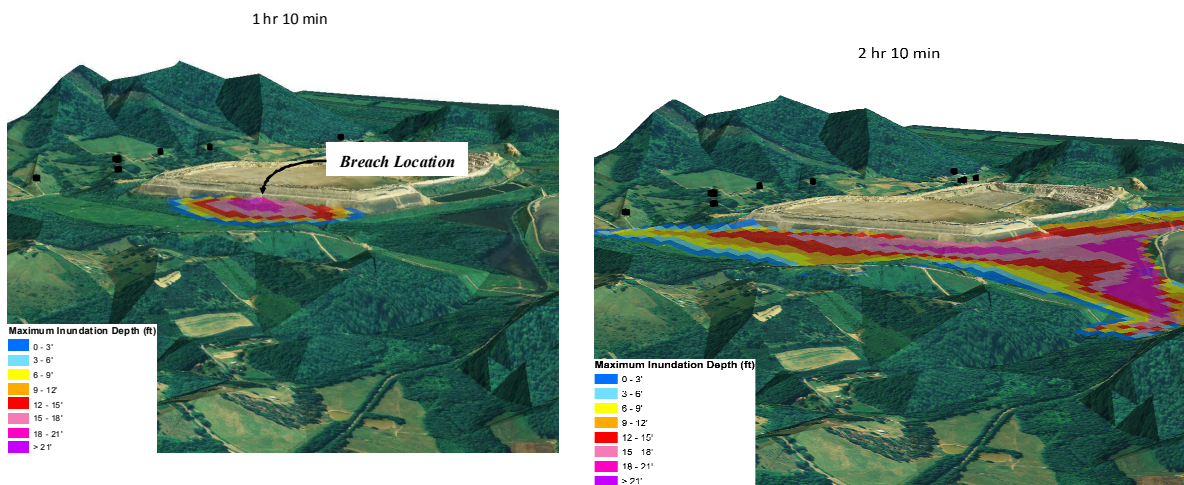 1 hr 10 min
Breach Location
Maximum Inundation Depth (ft)
0 - 3'
3 - 6'
6 - 9'
9 - 12'
12 - 15'
15 - 18'
18 - 21'
> 21'
2 hr 10 min
Maximum Inundation Depth (ft)
0 - 3'
3 - 6'
6 - 9'
9 - 12'
12 - 15'
15 - 18'
18 - 21'
> 21'